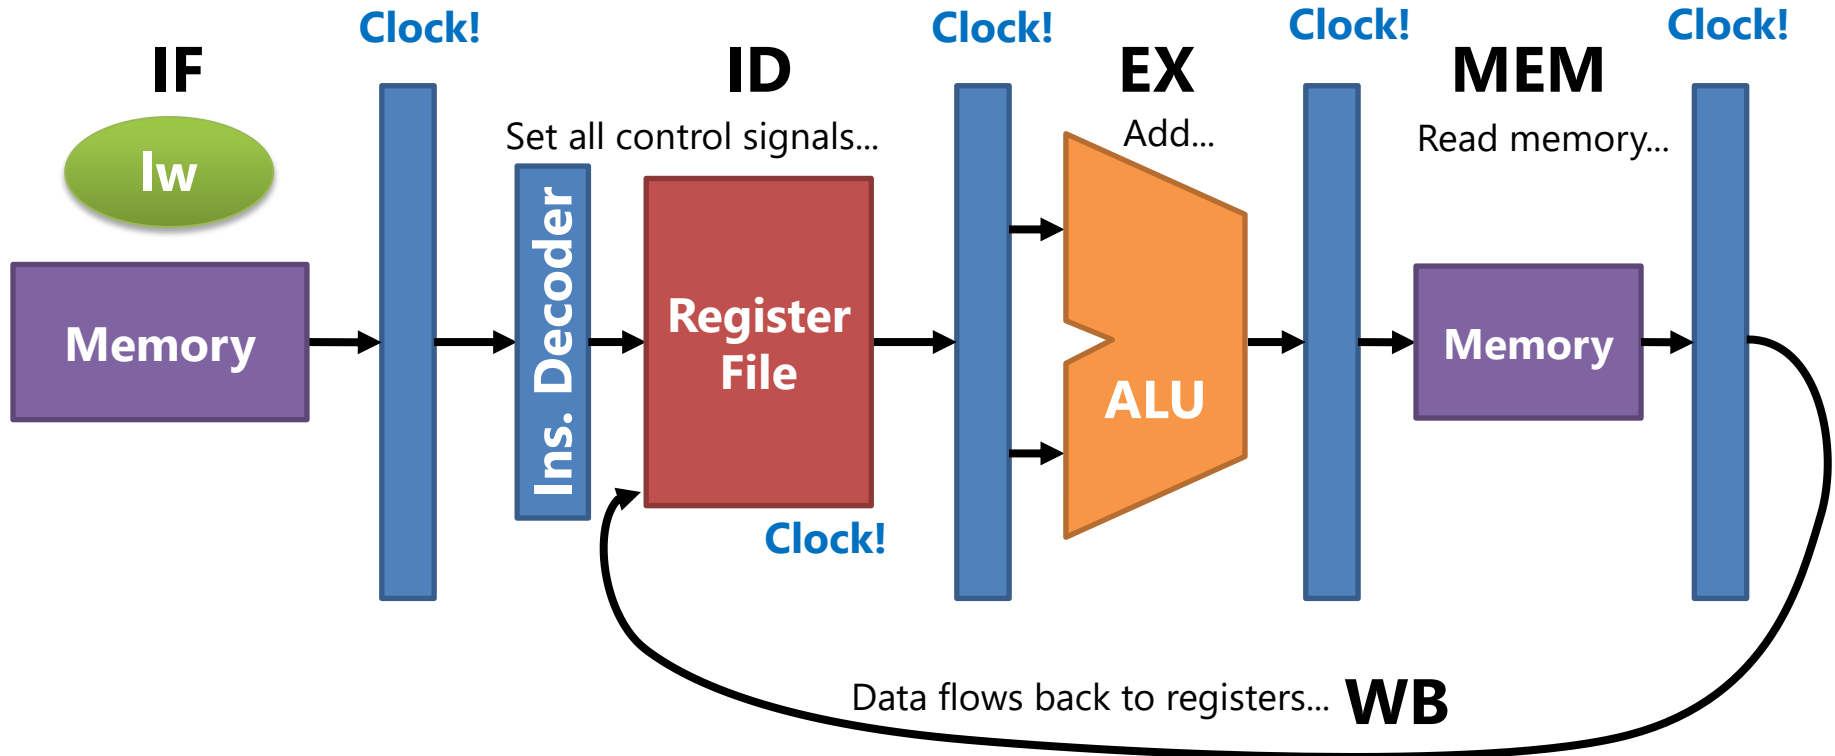 Clock!
Clock!
Clock!
Clock!
IF
ID
EX
MEM
Set all control signals...
Add...
Read memory...
lw
Memory
Ins. Decoder
Register
File
ALU
Memory
Clock!
Data flows back to registers...
WB